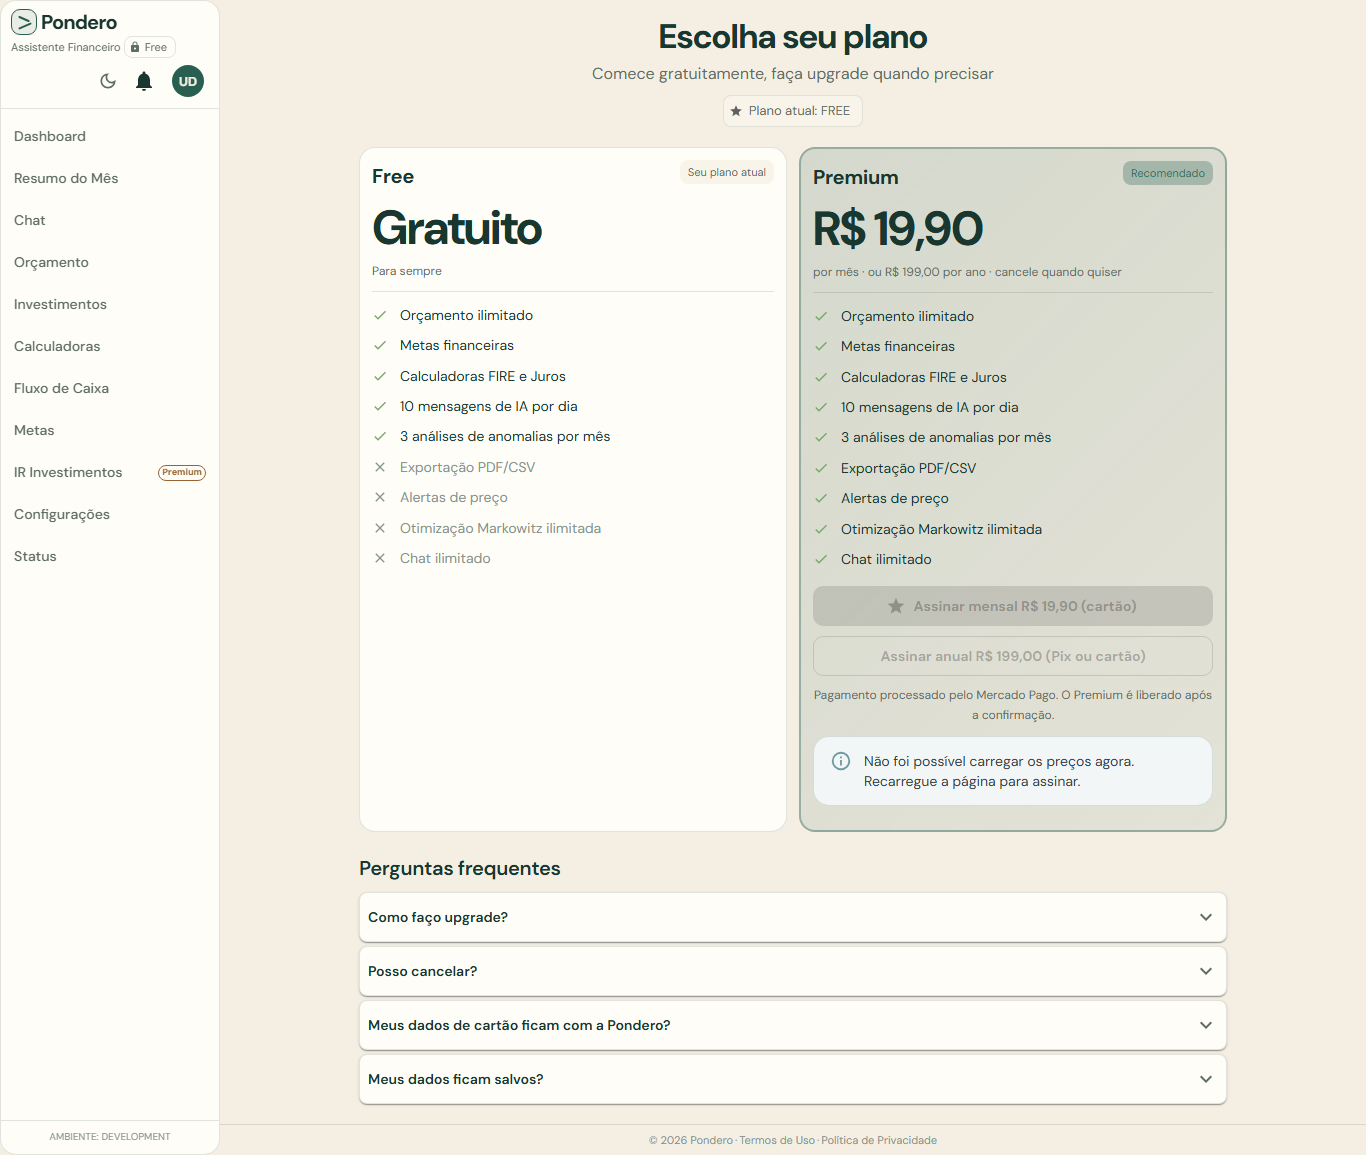 Pondero
Assistente Financeiro
Free
UD
Dashboard
Resumo do Mês
Chat
Orçamento
Investimentos
Calculadoras
Fluxo de Caixa
Metas
IR Investimentos
Premium
Configurações
Status
AMBIENTE: DEVELOPMENT
Escolha seu plano
Comece gratuitamente, faça upgrade quando precisar
Plano atual: FREE
Free
Seu plano atual
Gratuito
Para sempre
Orçamento ilimitado
Metas financeiras
Calculadoras FIRE e Juros
10 mensagens de IA por dia
3 análises de anomalias por mês
Exportação PDF/CSV
Alertas de preço
Otimização Markowitz ilimitada
Chat ilimitado
Premium
Recomendado
R$ 19,90
por mês · ou R$ 199,00 por ano · cancele quando quiser
Orçamento ilimitado
Metas financeiras
Calculadoras FIRE e Juros
10 mensagens de IA por dia
3 análises de anomalias por mês
Exportação PDF/CSV
Alertas de preço
Otimização Markowitz ilimitada
Chat ilimitado
Assinar mensal R$ 19,90 (cartão)
Assinar anual R$ 199,00 (Pix ou cartão)
Pagamento processado pelo Mercado Pago. O Premium é liberado após
a confirmação.
Não foi possível carregar os preços agora.
Recarregue a página para assinar.
Perguntas frequentes
Como faço upgrade?
Posso cancelar?
Meus dados de cartão ficam com a Pondero?
Meus dados ficam salvos?
© 2026 Pondero · Termos de Uso · Política de Privacidade